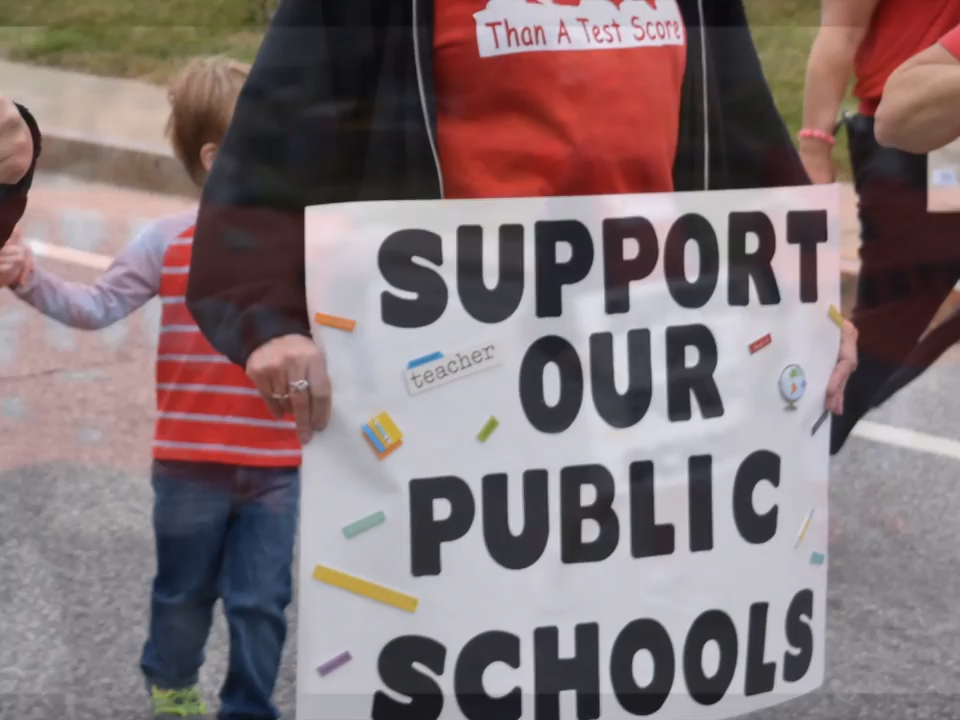 Than A Test Score
SUPPORT
teacher
OUR
PUBLIC
SCHOOLS